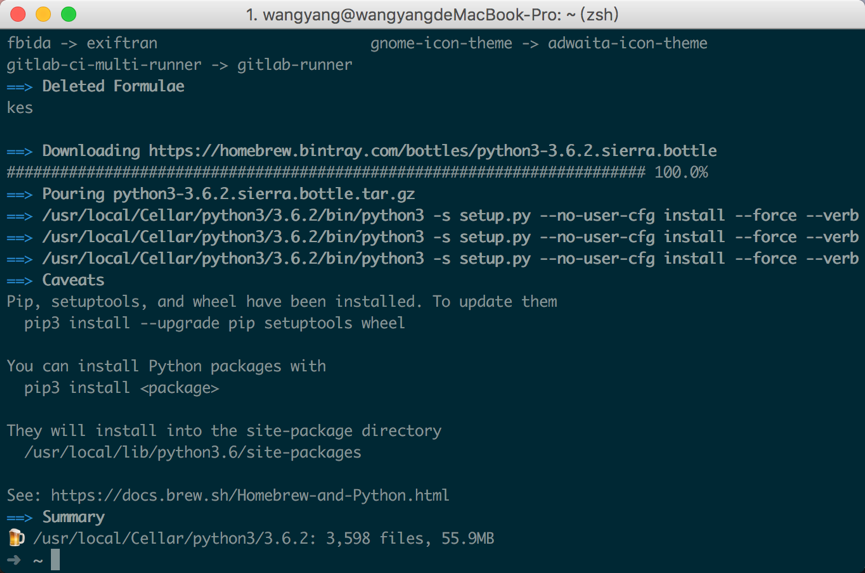 1. wangyang@wangyangdeMacBook-Pro: ~ (zsh)
fbida -> exiftran gnome-icon-theme -> adwaita-icon-theme
gitlab-ci-multi-runner -> gitlab-runner
==> Deleted Formulae
kes
==> Downloading https://homebrew.bintray.com/bottles/python3-3.6.2.sierra.bottle
######################################################################## 100.0%
==> Pouring python3-3.6.2.sierra.bottle.tar.gz
==> /usr/local/Cellar/python3/3.6.2/bin/python3 -s setup.py --no-user-cfg install --force --verb
==> /usr/local/Cellar/python3/3.6.2/bin/python3 -s setup.py --no-user-cfg install --force --verb
==> /usr/local/Cellar/python3/3.6.2/bin/python3 -s setup.py --no-user-cfg install --force --verb
==> Caveats
Pip, setuptools, and wheel have been installed. To update them
pip3 install --upgrade pip setuptools wheel
You can install Python packages with
pip3 install <package>
They will install into the site-package directory
/usr/local/lib/python3.6/site-packages
See: https://docs.brew.sh/Homebrew-and-Python.html
==> Summary
🍺 /usr/local/Cellar/python3/3.6.2: 3,598 files, 55.9MB
➜ ~